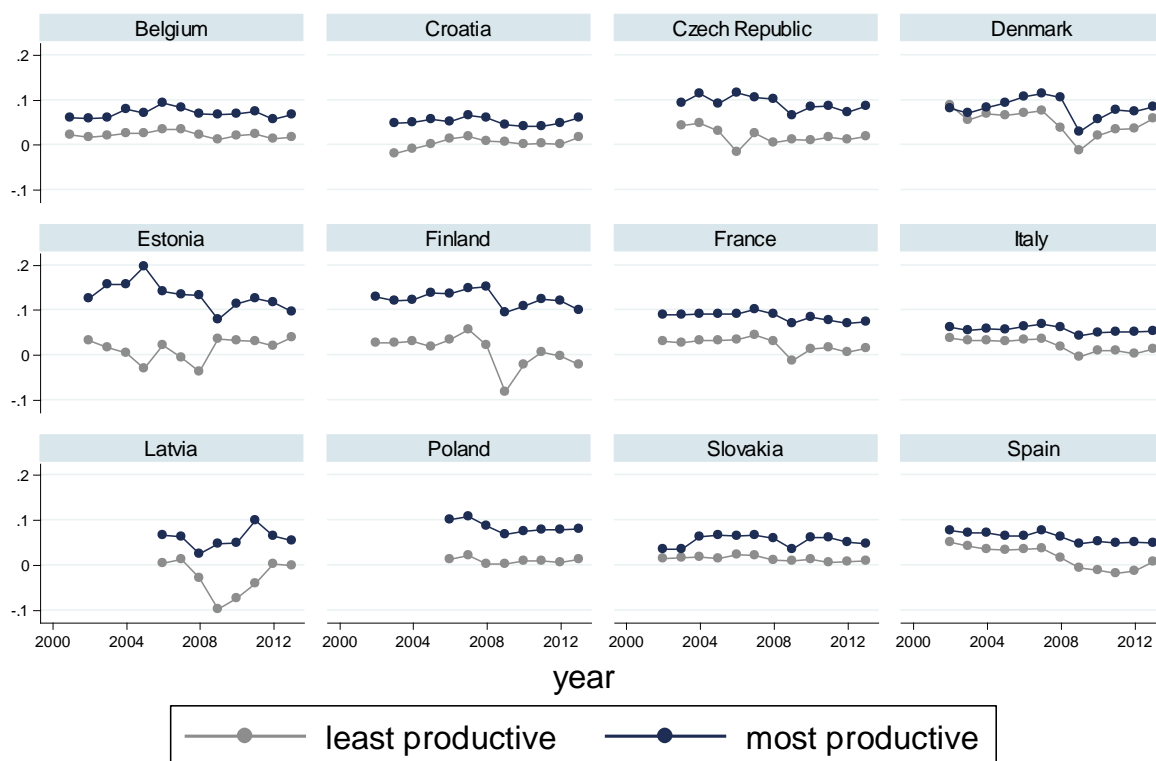 Belgium Croatia Czech Republic Denmark
.2
.1
0
-.1
Estonia Finland France Italy
.2
.1
0
-.1
Latvia Poland Slovakia Spain
.2
.1
0
-.1
2000 2004 2008 2012 2000 2004 2008 2012 2000 2004 2008 2012 2000 2004 2008 2012
year
least productive most productive